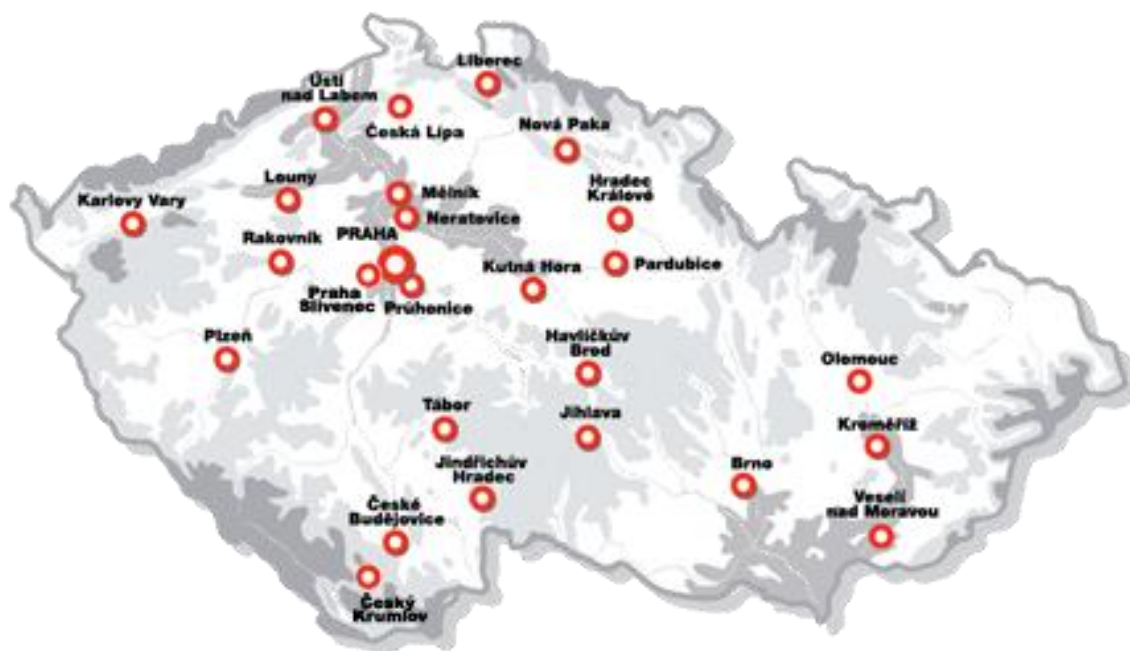 Liberec
Ústí
nad Labem
Česká Lípa
Nová Paka
Louny
Mělník
Hradec
Králové
Karlovy Vary
Neratovice
Rakovník
PRAHA
Kutná Hora
Pardubice
Praha
Slivenec
Průhonice
Plzeň
Havlíčkův
Brod
Olomouc
Tábor
Jihlava
Kroměříž
Jindřichův
Hradec
Brno
České
Budějovice
Veselí
nad Moravou
Český
Krumlov